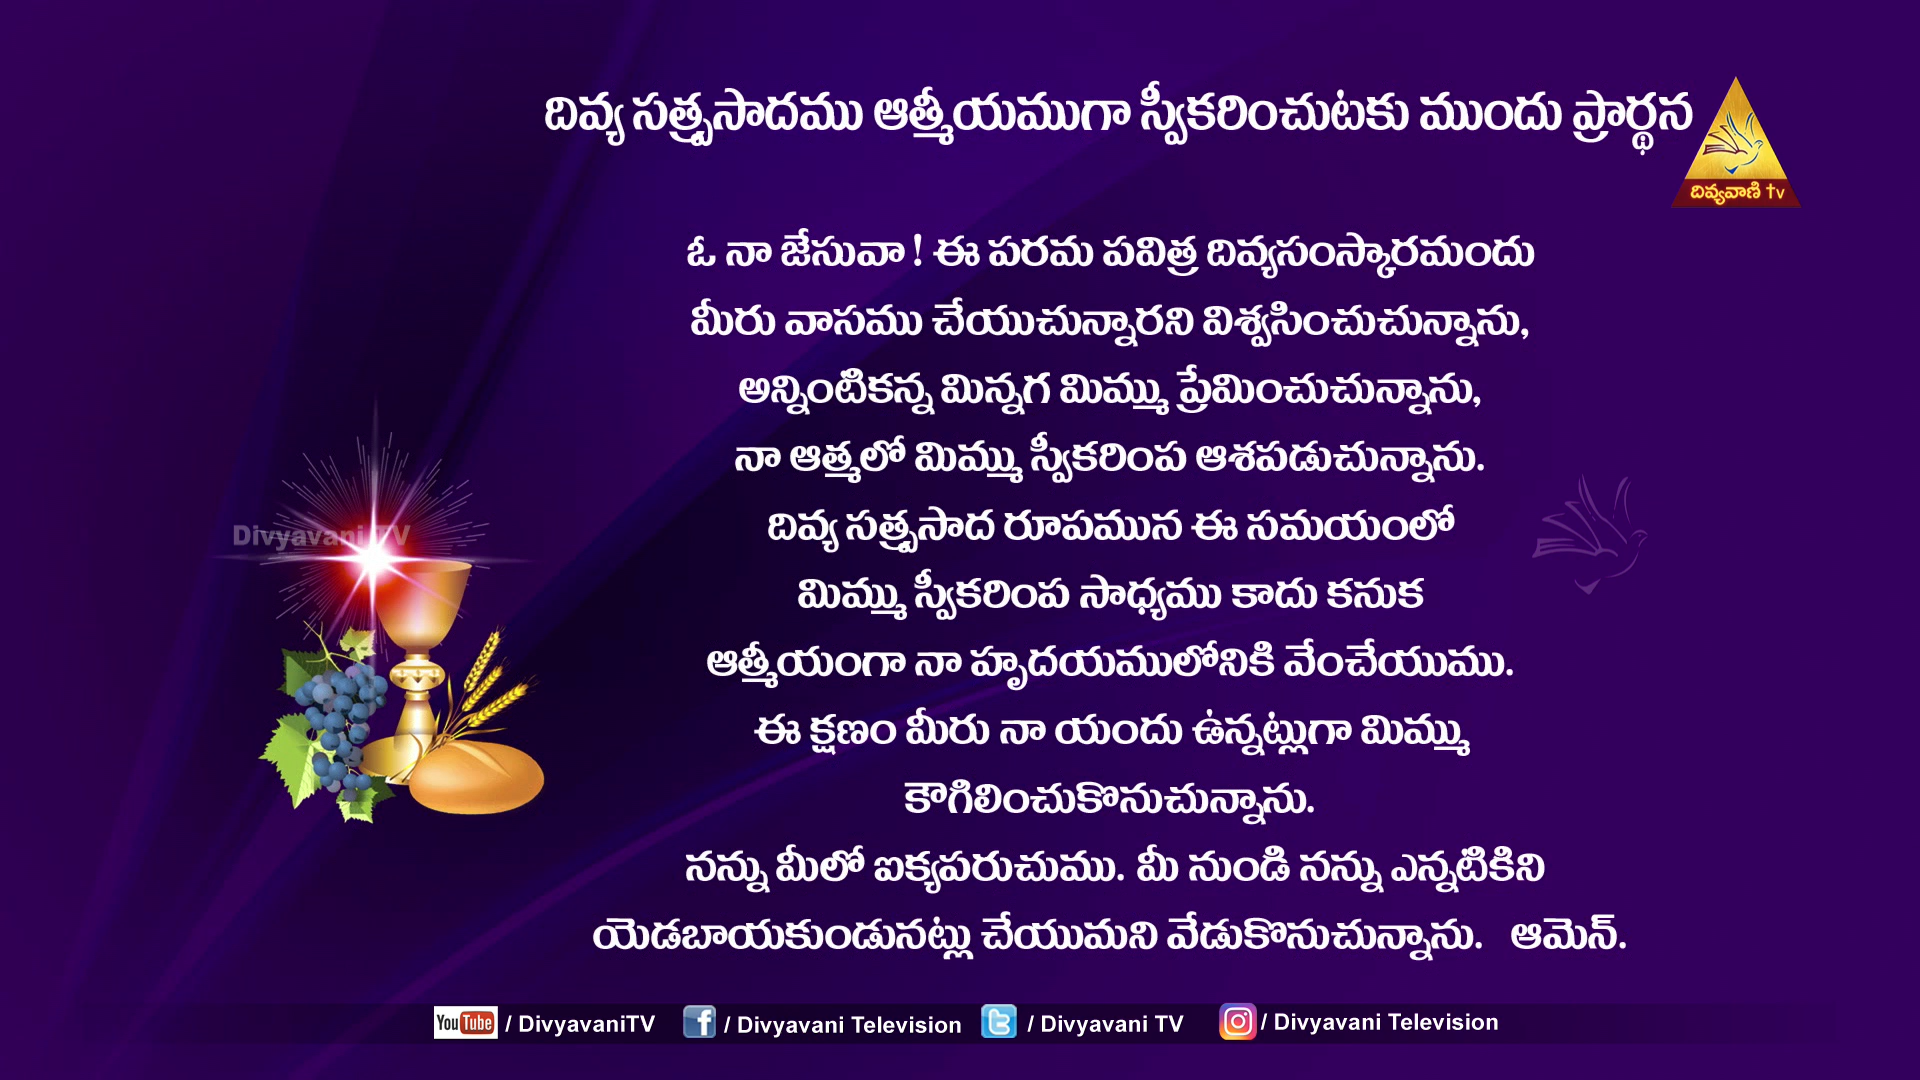 దివ్య సత్ప్రసాదము ఆత్మీయముగా స్వీకరించుటకు ముందు ప్రార్థన
దివ్యవాణి tv
ఓ నా జేసువా ! ఈ పరమ పవిత్ర దివ్యసంస్కారమందు
మీరు వాసము చేయుచున్నారని విశ్వసించుచున్నాను,
అన్నింటికన్న మిన్నగ మిమ్ము ప్రేమించుచున్నాను,
నా ఆత్మలో మిమ్ము స్వీకరింప ఆశపడుచున్నాను.
దివ్య సత్ప్రసాద రూపమున ఈ సమయంలో
Divyavani TV
మిమ్ము స్వీకరింప సాధ్యము కాదు కనుక
ఆత్మీయంగా నా హృదయములోనికి వేంచేయుము.
ఈ క్షణం మీరు నా యందు ఉన్నట్లుగా మిమ్ము
కౌగిలించుకొనుచున్నాను.
నన్ను మీలో ఐక్యపరుచుము. మీ నుండి నన్ను ఎన్నటికిని
యెడబాయకుండునట్లు చేయుమని వేడుకొనుచున్నాను. ఆమెన్.
YouTube / DivyavaniTV f / Divyavani Television / Divyavani TV / Divyavani Television